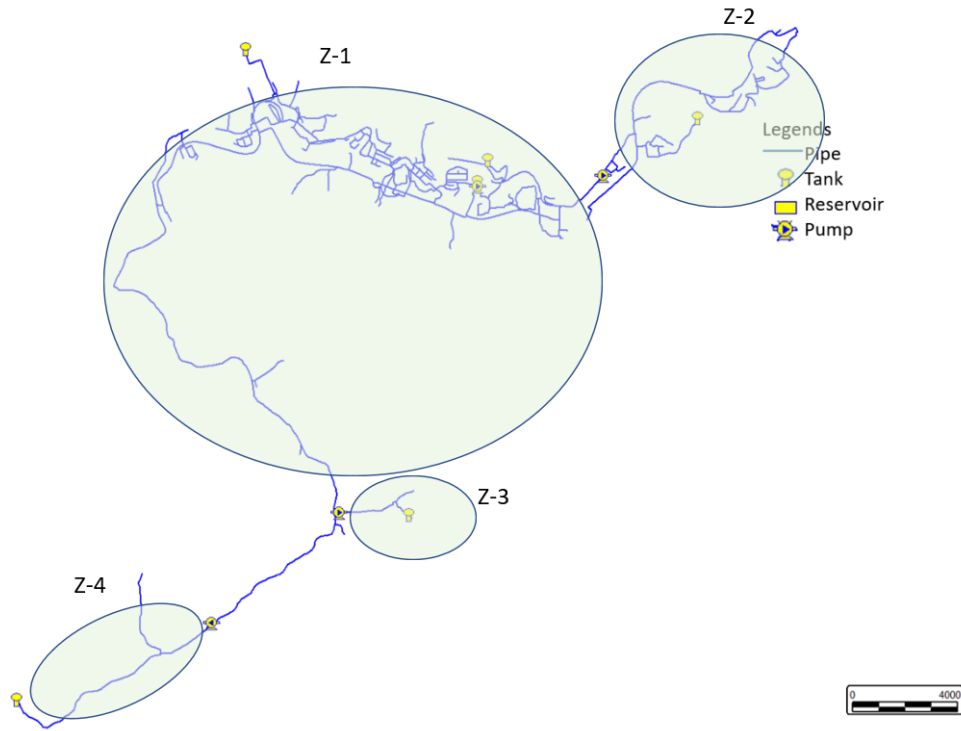 Z-1
Z-2
Legends
Pipe
Tank
Reservoir
Pump
Z-3
Z-4
0 4000